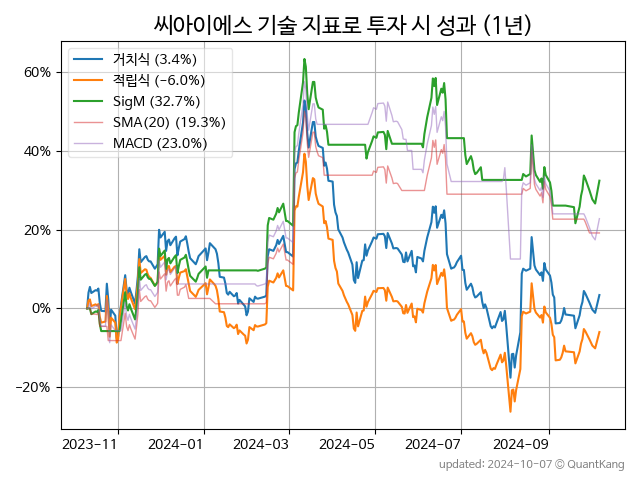 씨아이에스 기술 지표로 투자 시 성과 (1년)
거치식 (3.4%)
적립식 (−6.0%)
SigM (32.7%)
SMA(20) (19.3%)
MACD (23.0%)
60%
40%
20%
0%
−20%
2023-11
2024-01
2024-03
2024-05
2024-07
2024-09
updated: 2024-10-07 © QuantKang